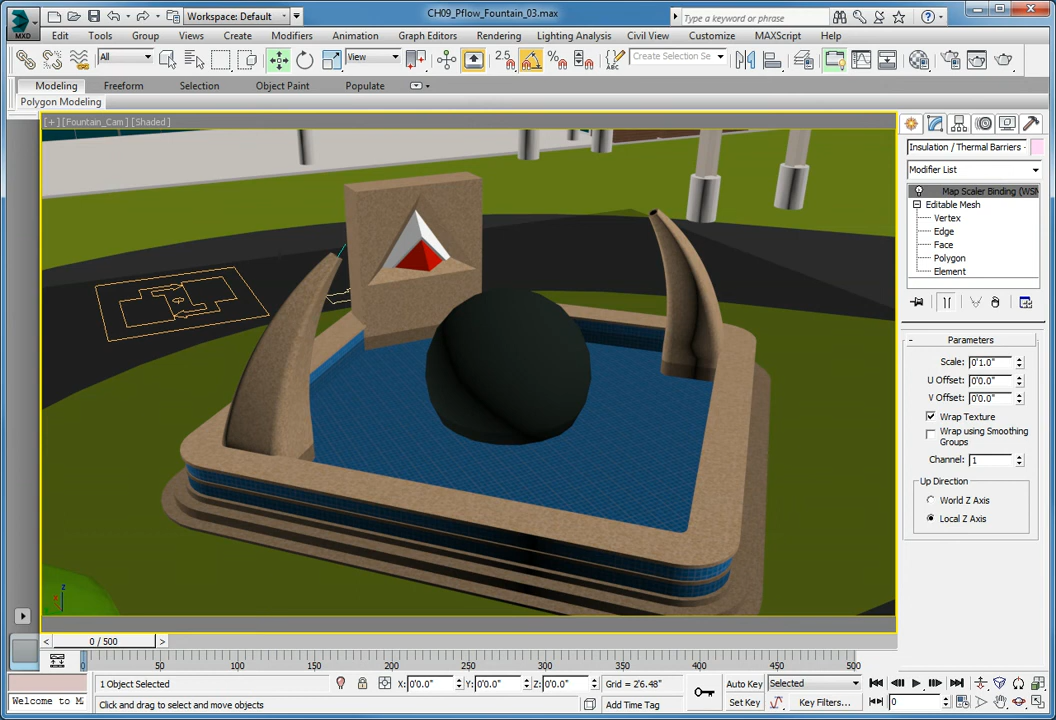 MXD
Workspace: Default
CH09_Pflow_Fountain_03.max
Type a keyword or phrase
Edit Tools Group Views Create Modifiers Animation Graph Editors Rendering Lighting Analysis Civil View Customize MAXScript Help
All View 2.5 Create Selection Se
Modeling Freeform Selection Object Paint Populate
Polygon Modeling
[+][Fountain_Cam][Shaded]
Insulation / Thermal Barriers -
Modifier List
Map Scaler Binding (WSM
Editable Mesh
Vertex
Edge
Face
Polygon
Element
- Parameters
Scale: 0'1.0"
U Offset: 0'0.0"
V Offset: 0'0.0"
Wrap Texture
Wrap using Smoothing
Groups
Channel: 1
Up Direction
World Z Axis
Local Z Axis
z
< 0 / 500 >
0 50 100 150 200 250 300 350 400 450 500
1 Object Selected X: 0'0.0" Y: 0'0.0" Z: 0'0.0" Grid = 2'6.48" Auto Key Selected
Welcome to M Click and drag to select and move objects Add Time Tag Set Key Key Filters... 0